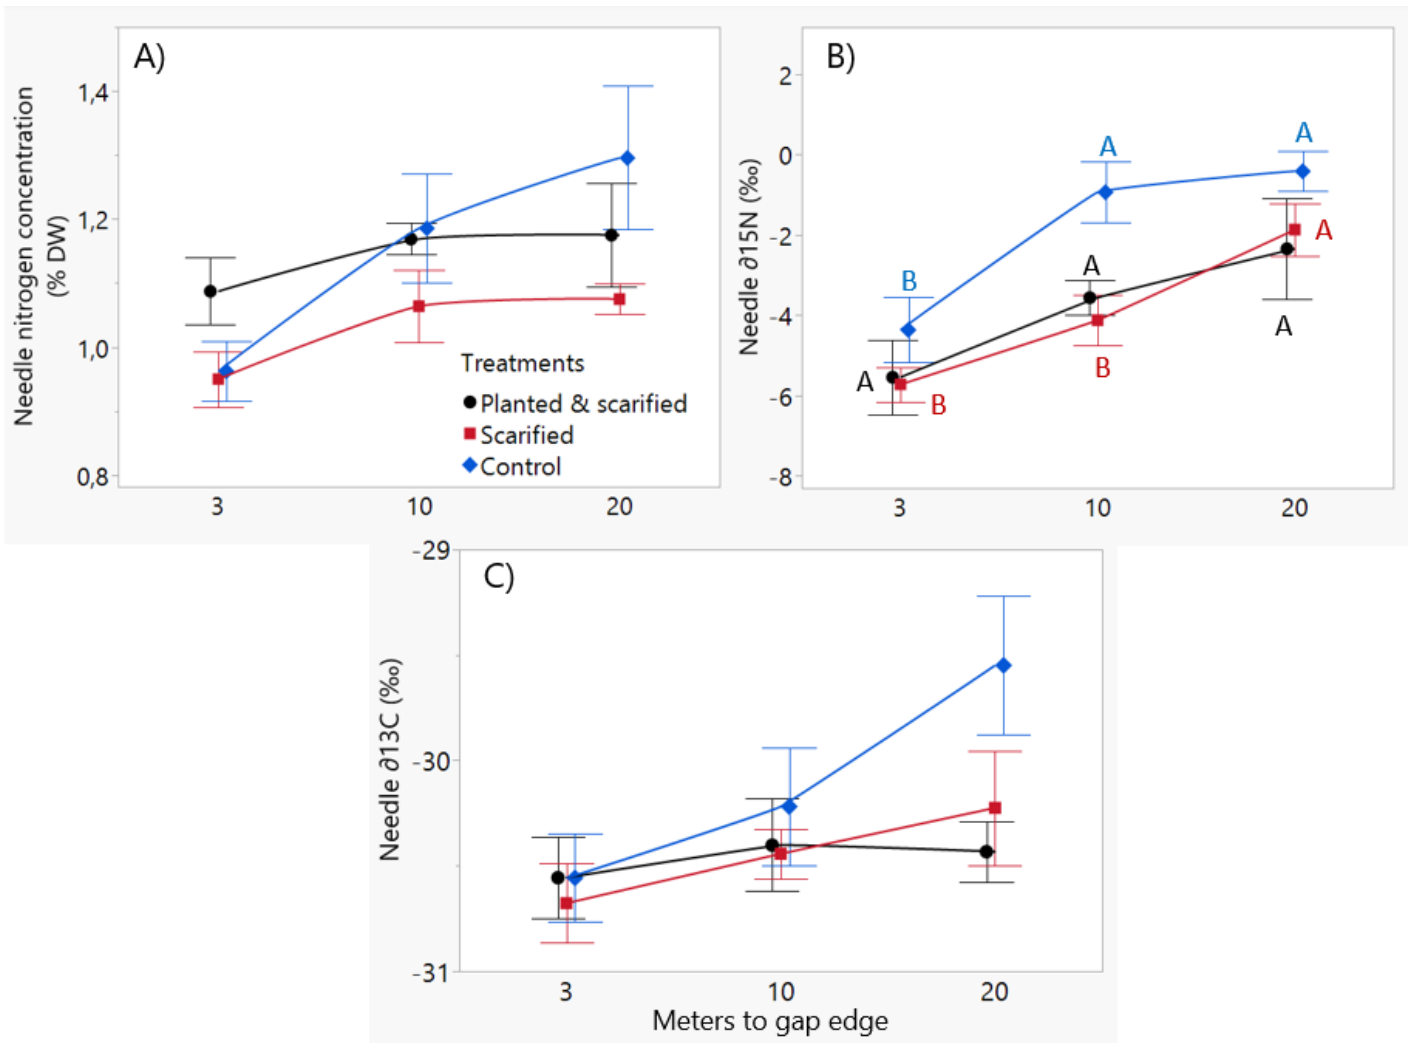 A)
Needle nitrogen concentration
(% DW)
1,4
1,2
1,0
0,8
Treatments
Planted & scarified
Scarified
Control
3 10 20
B)
Needle ∂15N (‰)
2
0
-2
-4
-6
-8
A A
B A
A A
A B
B
3 10 20
C)
Needle ∂13C (‰)
-29
-30
-31
3 10 20
Meters to gap edge